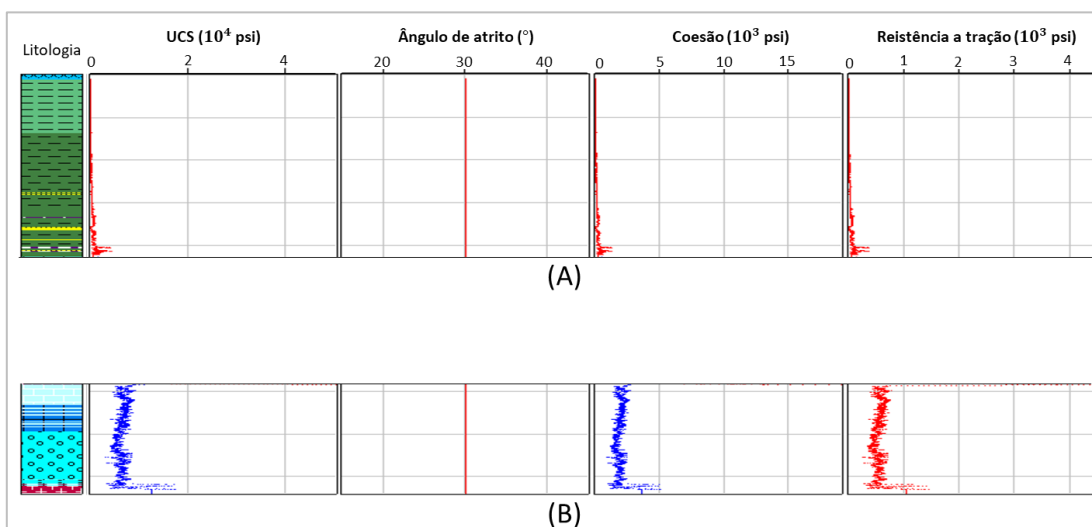 Litologia
UCS (10⁴ psi)
0 2 4
Ângulo de atrito (°)
20 30 40
Coesão (10³ psi)
0 5 10 15
Reistência a tração (10³ psi)
0 1 2 3 4
(A)
(B)